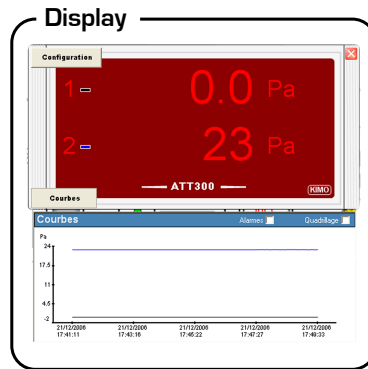 Display
Configuration
1 0.0 Pa
2 23 Pa
ATT300
KIMO
Courbes
Courbes Alarmes Quadrillage
Pa
24
17.5
11
4.5
-2
21/12/2006 21/12/2006 21/12/2006 21/12/2006 21/12/2006
17:41:11 17:43:16 17:45:22 17:47:27 17:49:33